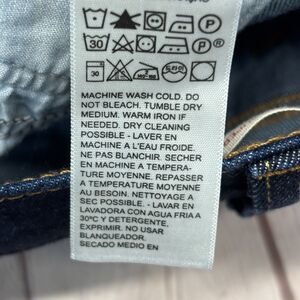 P
30 P
30
MACHINE WASH COLD. DO
NOT BLEACH. TUMBLE DRY
MEDIUM. WARM IRON IF
NEEDED. DRY CLEANING
POSSIBLE - LAVER EN
MACHINE A L'EAU FROIDE.
NE PAS BLANCHIR. SECHER
EN MACHINE A TEMPERA-
TURE MOYENNE. REPASSER
A TEMPERATURE MOYENNE
AU BESOIN. NETTOYAGE A
SEC POSSIBLE - LAVAR EN
LAVADORA CON AGUA FRIA A
30ºC Y DETERGENTE.
EXPRIMIR. NO USAR
BLANQUEADOR.
SECADO MEDIO EN